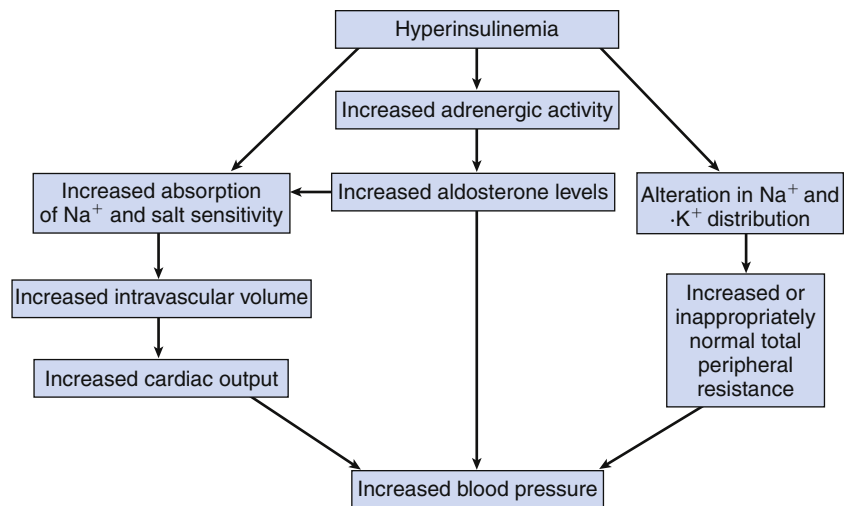 Hyperinsulinemia
Increased adrenergic activity
Increased absorption
of Na⁺ and salt sensitivity
Increased aldosterone levels
Alteration in Na⁺ and
·K⁺ distribution
Increased intravascular volume
Increased or
inappropriately
normal total
peripheral
resistance
Increased cardiac output
Increased blood pressure